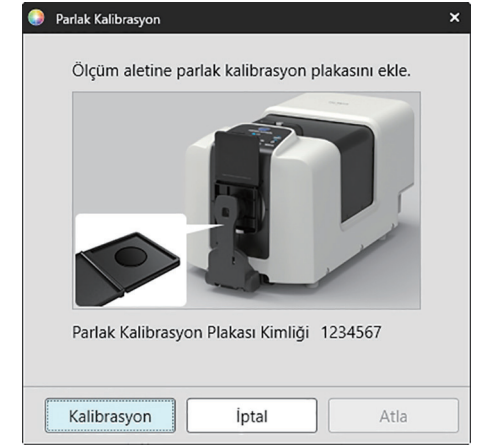 Parlak Kalibrasyon
Ölçüm aletine parlak kalibrasyon plakasını ekle.
Parlak Kalibrasyon Plakası Kimliği 1234567
Kalibrasyon
İptal
Atla